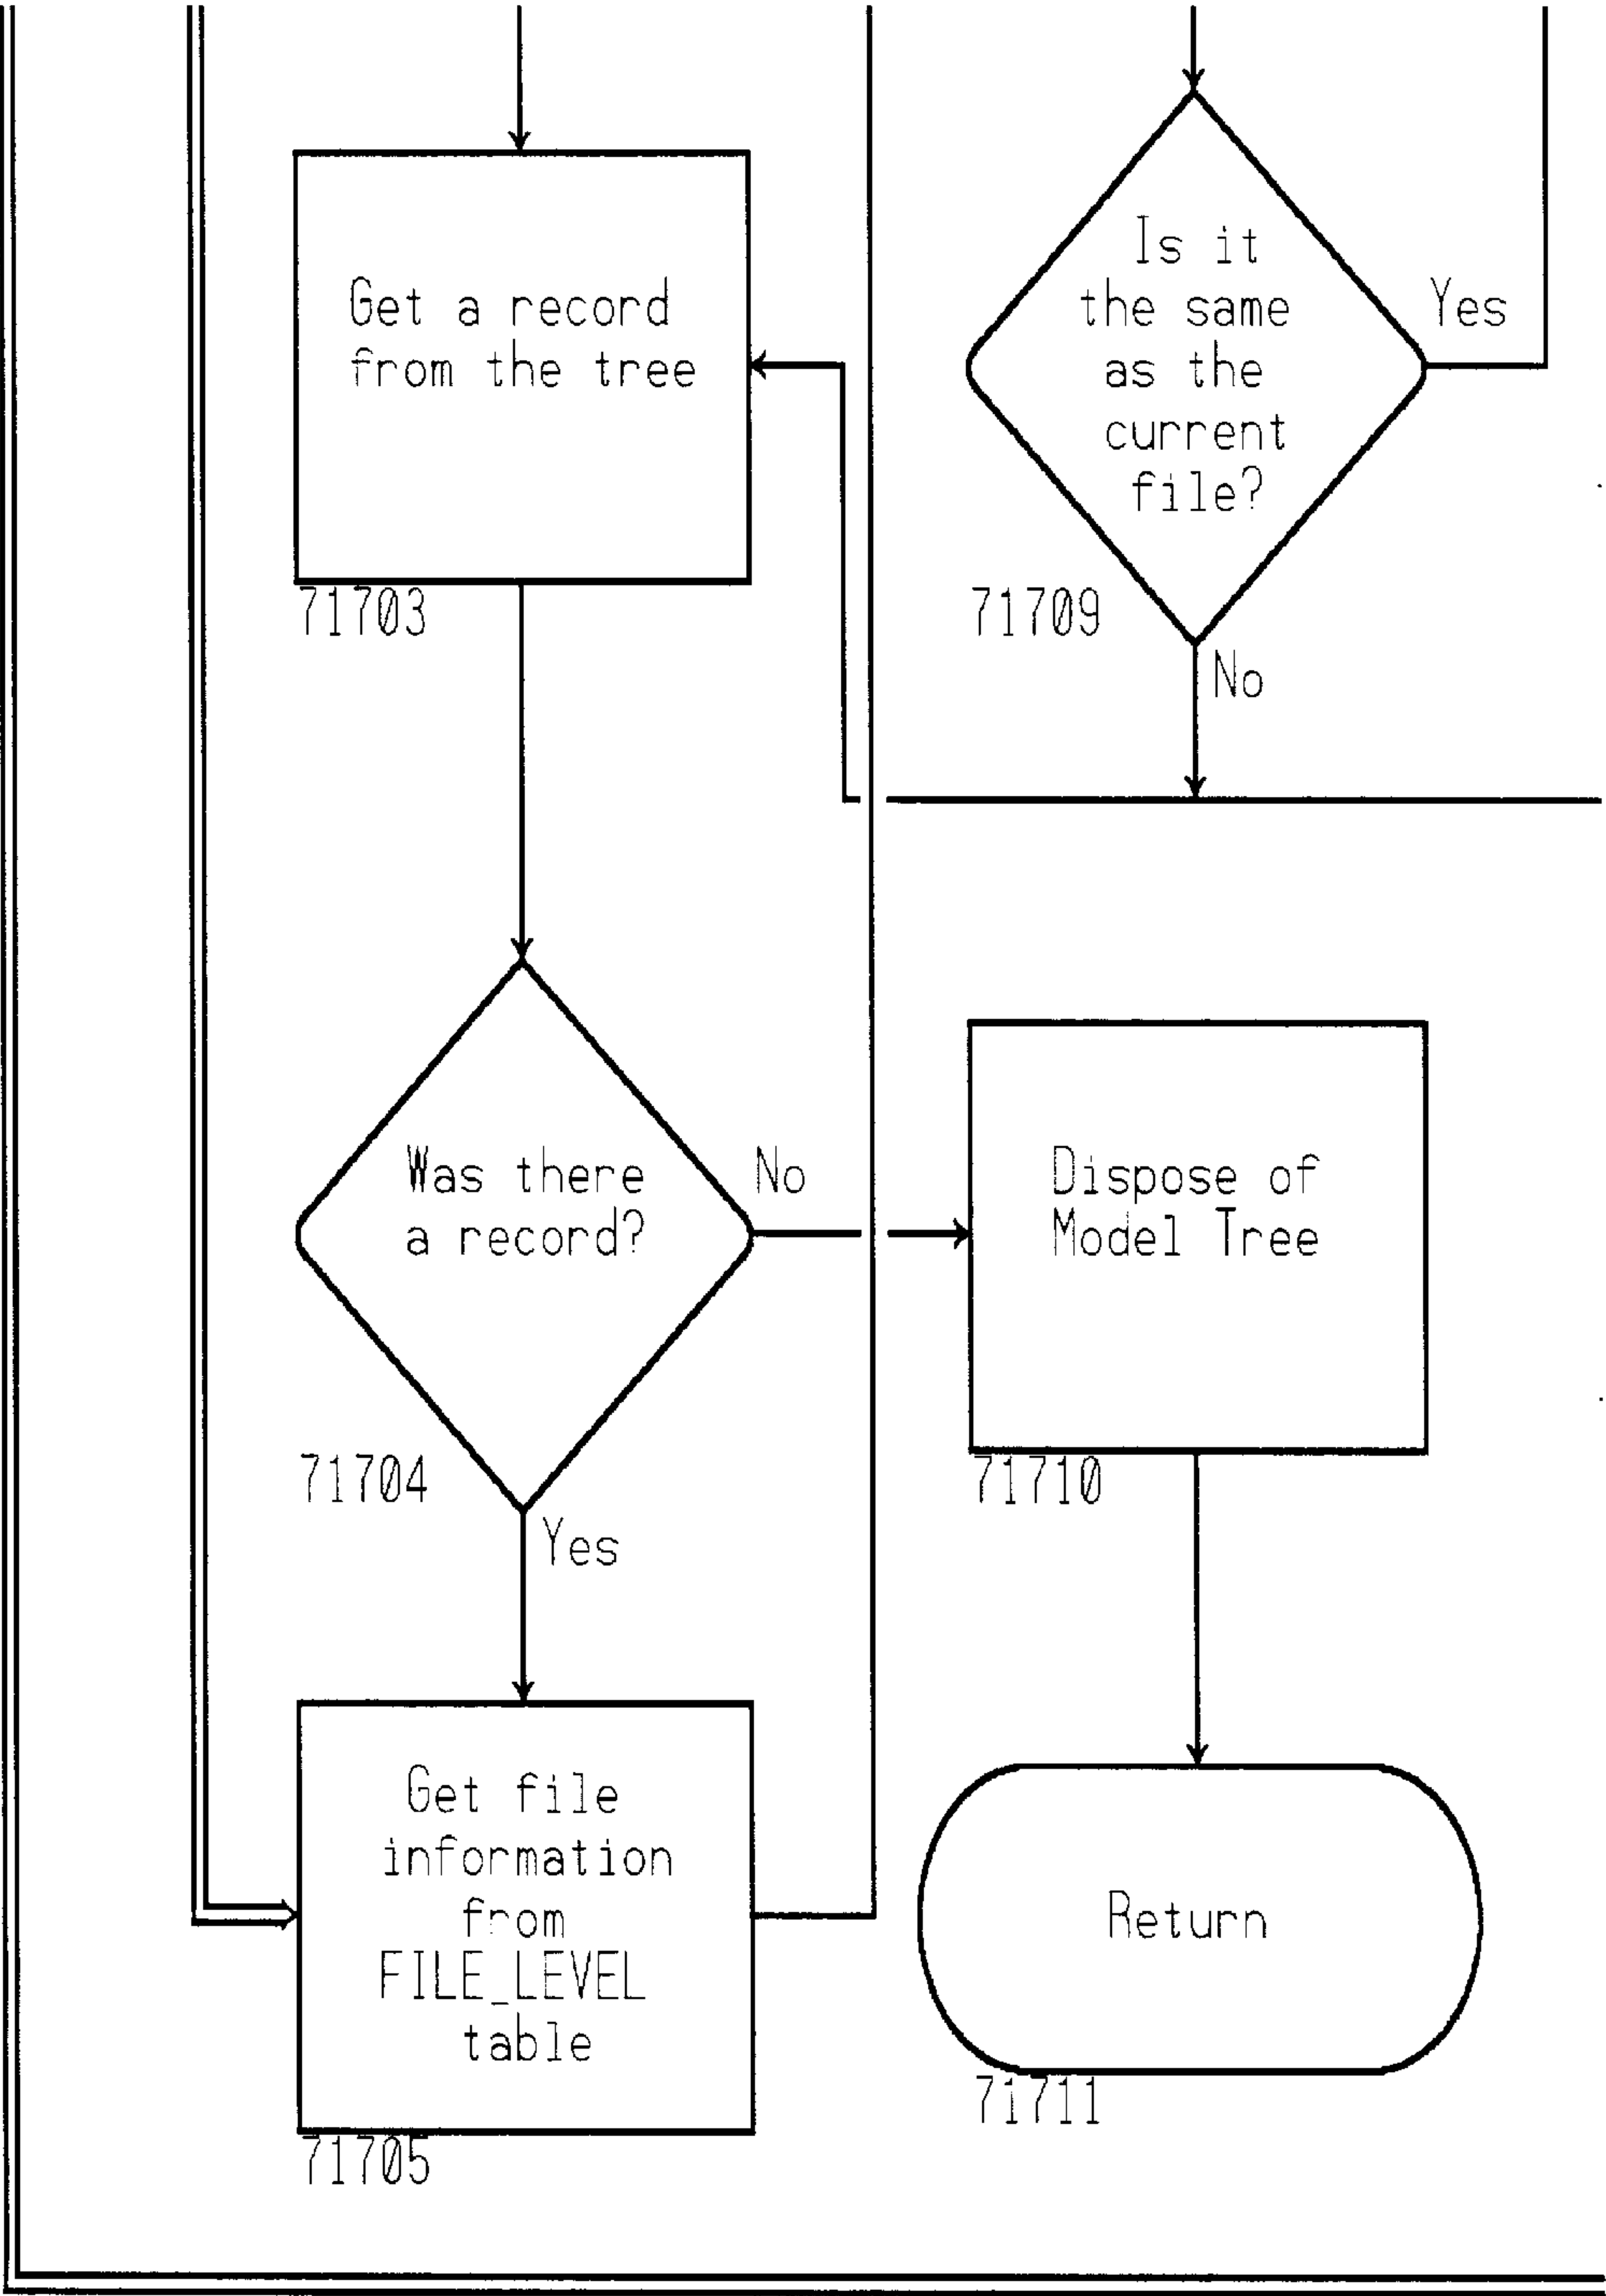 Get a record
from the tree
71703
Is it
the same
as the
current
file?
Yes
71709
No
Was there
a record?
No
71704
Yes
Dispose of
Model Tree
71710
Get file
information
from
FILE_LEVEL
table
71705
Return
71711